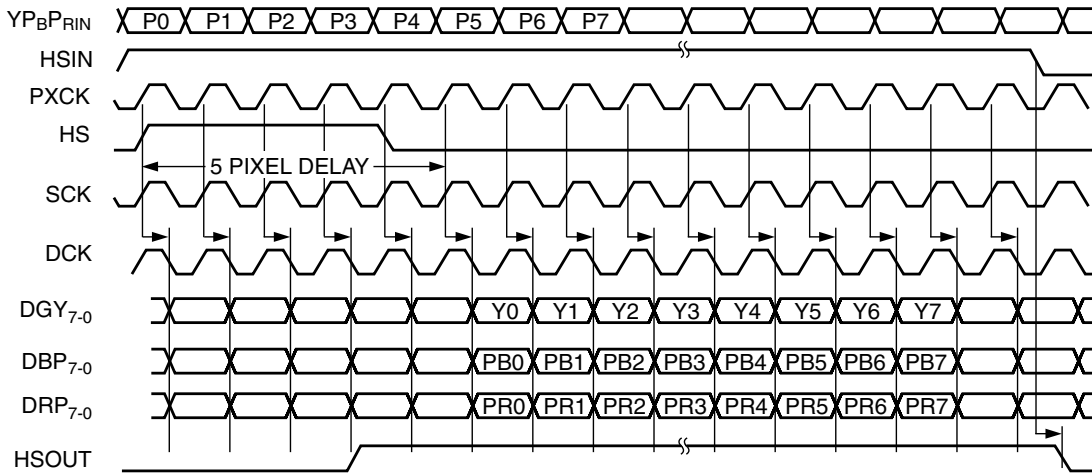 YPBPRIN P0 P1 P2 P3 P4 P5 P6 P7
HSIN
PXCK
HS
5 PIXEL DELAY
SCK
DCK
DGY7-0 Y0 Y1 Y2 Y3 Y4 Y5 Y6 Y7
DBP7-0 PB0 PB1 PB2 PB3 PB4 PB5 PB6 PB7
DRP7-0 PR0 PR1 PR2 PR3 PR4 PR5 PR6 PR7
HSOUT